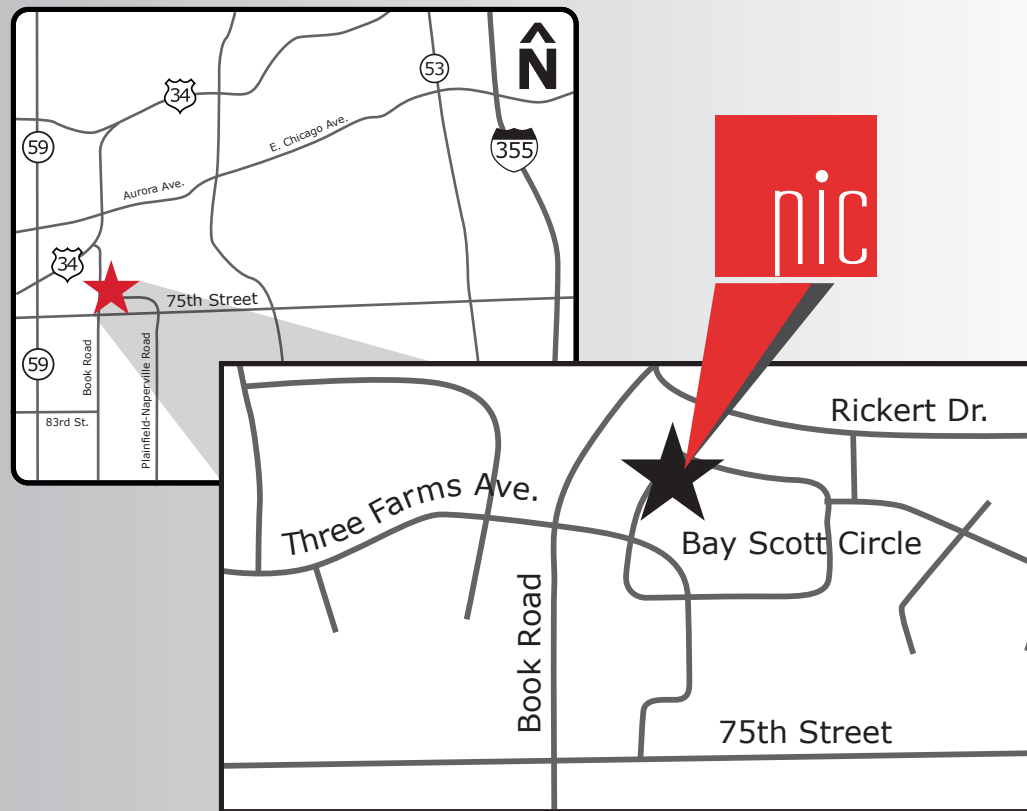 N
53
34
59
E. Chicago Ave.
355
Aurora Ave.
34
75th Street
59
Book Road
Plainfield-Naperville Road
83rd St.
nic
Rickert Dr.
Three Farms Ave.
Bay Scott Circle
Book Road
75th Street